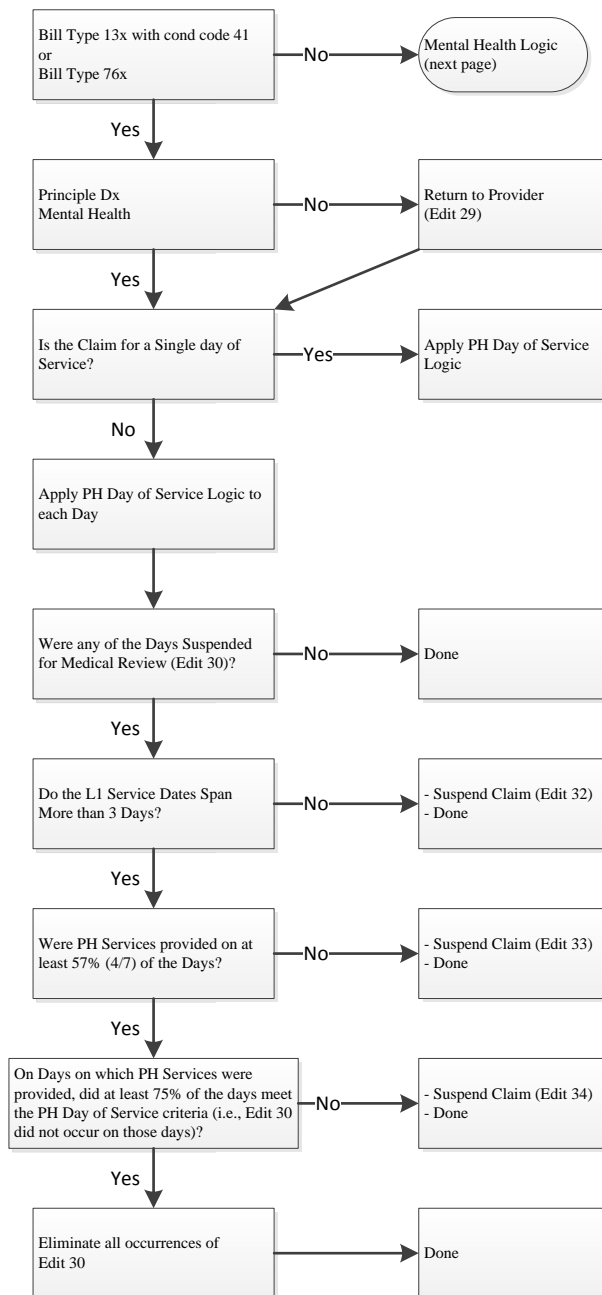 Bill Type 13x with cond code 41
or
Bill Type 76x
No
Mental Health Logic
(next page)
Yes
Principle Dx
Mental Health
No
Return to Provider
(Edit 29)
Yes
Is the Claim for a Single day of
Service?
Yes
Apply PH Day of Service
Logic
No
Apply PH Day of Service Logic to
each Day
Were any of the Days Suspended
for Medical Review (Edit 30)?
No
Done
Yes
Do the L1 Service Dates Span
More than 3 Days?
No
- Suspend Claim (Edit 32)
- Done
Yes
Were PH Services provided on at
least 57% (4/7) of the Days?
No
- Suspend Claim (Edit 33)
- Done
Yes
On Days on which PH Services were
provided, did at least 75% of the days meet
the PH Day of Service criteria (i.e., Edit 30
did not occur on those days)?
No
- Suspend Claim (Edit 34)
- Done
Yes
Eliminate all occurrences of
Edit 30
Done